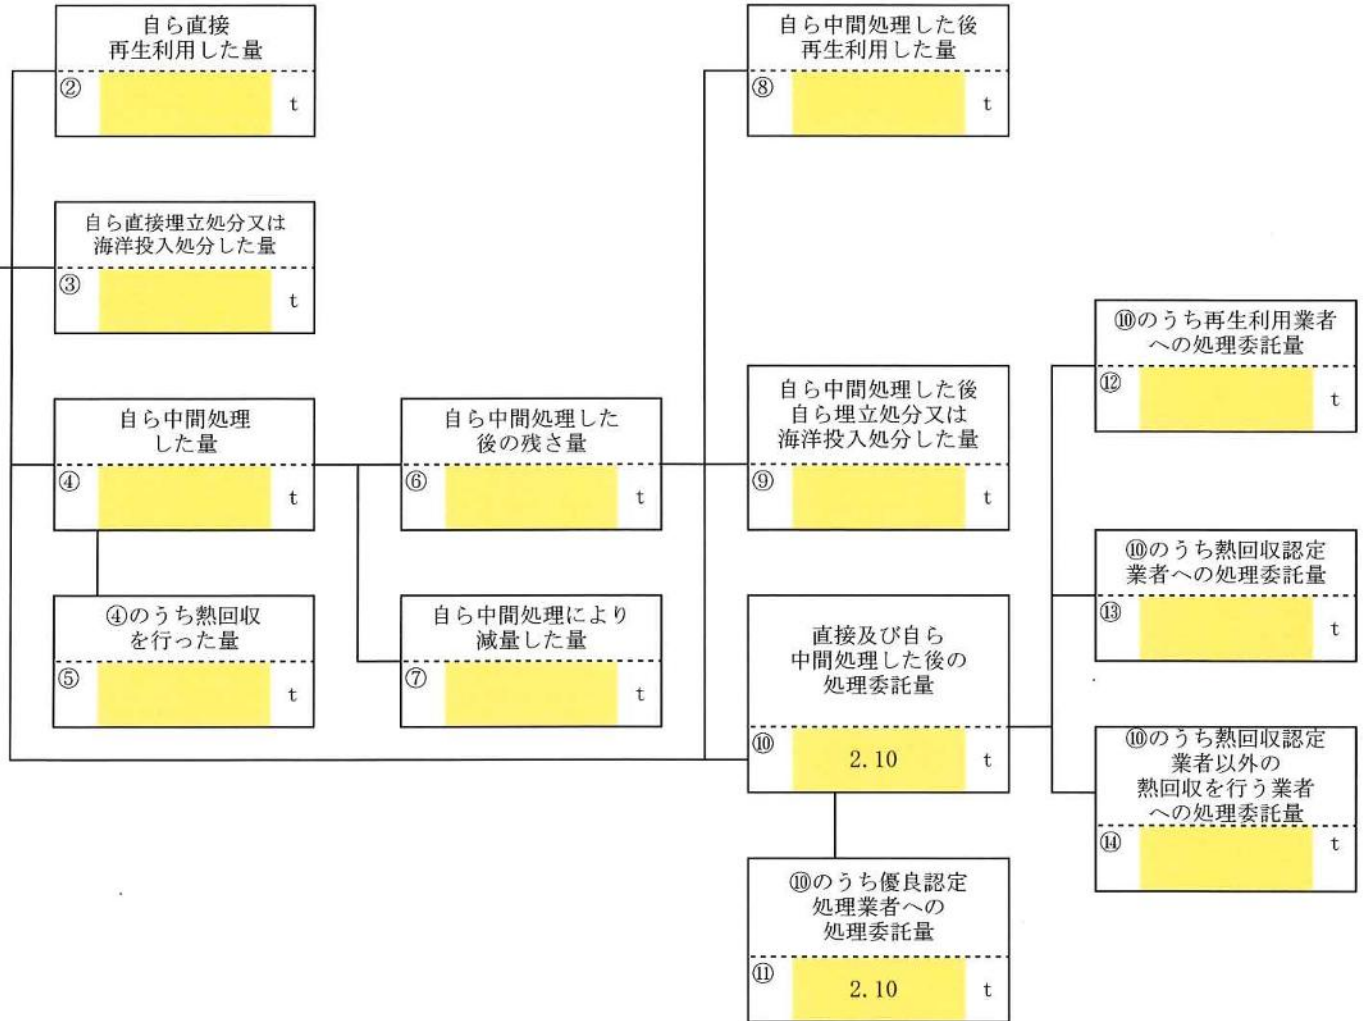 自ら直接
再生利用した量
②
t
自ら直接埋立処分又は
海洋投入処分した量
③
t
自ら中間処理
した量
④
t
④のうち熱回収
を行った量
⑤
t
自ら中間処理した
後の残さ量
⑥
t
自ら中間処理により
減量した量
⑦
t
自ら中間処理した後
再生利用した量
⑧
t
自ら中間処理した後
自ら埋立処分又は
海洋投入処分した量
⑨
t
直接及び自ら
中間処理した後の
処理委託量
⑩ 2.10 t
⑩のうち優良認定
処理業者への
処理委託量
⑪ 2.10 t
⑩のうち再生利用業者
への処理委託量
⑫
t
⑩のうち熱回収認定
業者への処理委託量
⑬
t
⑩のうち熱回収認定
業者以外の
熱回収を行う業者
への処理委託量
⑭
t